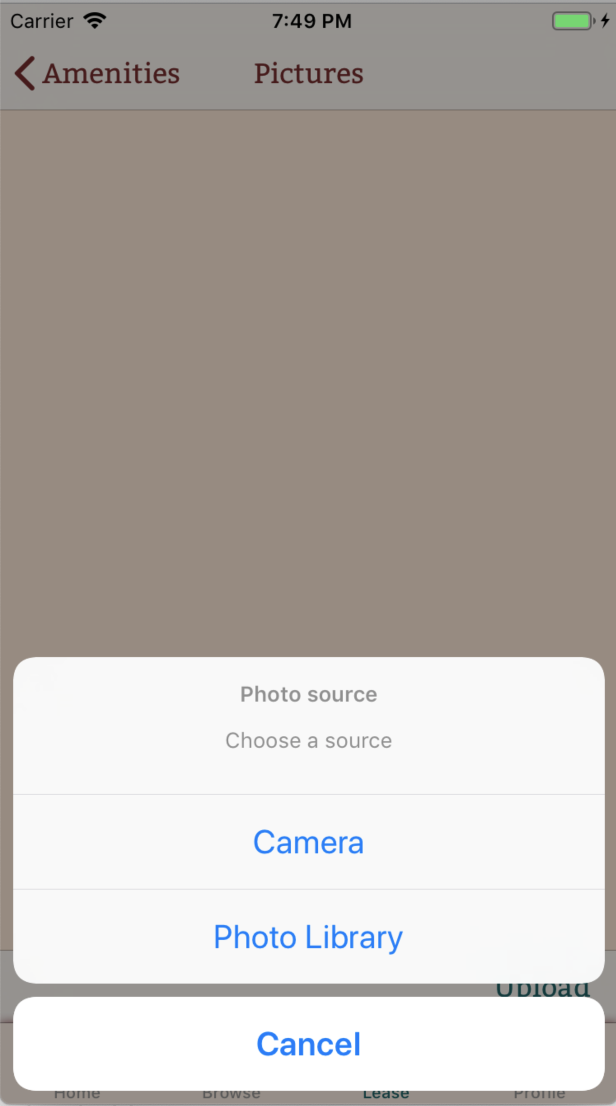 Carrier 7:49 PM
Amenities Pictures
Photo source
Choose a source
Camera
Photo Library
Upload
Cancel
Home Browse Lease Profile